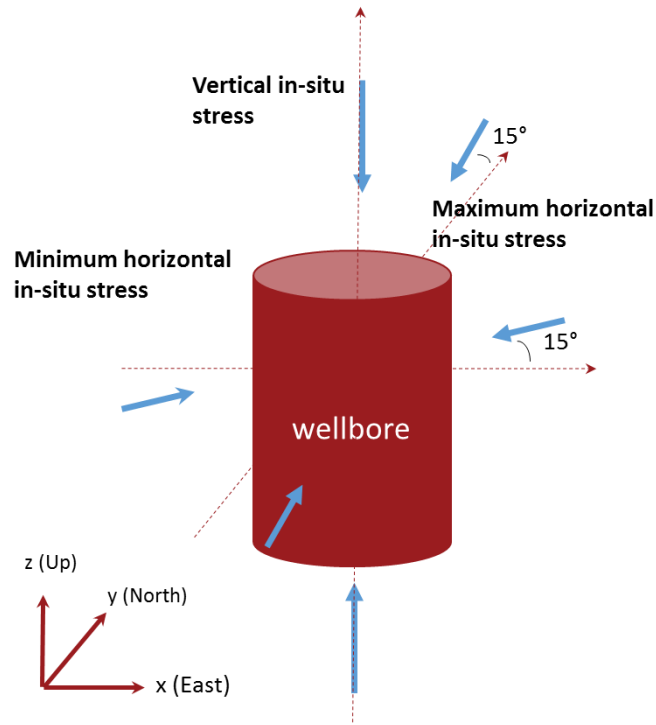 Vertical in-situ
stress
15°
Maximum horizontal
in-situ stress
Minimum horizontal
in-situ stress
15°
wellbore
z (Up)
y (North)
x (East)